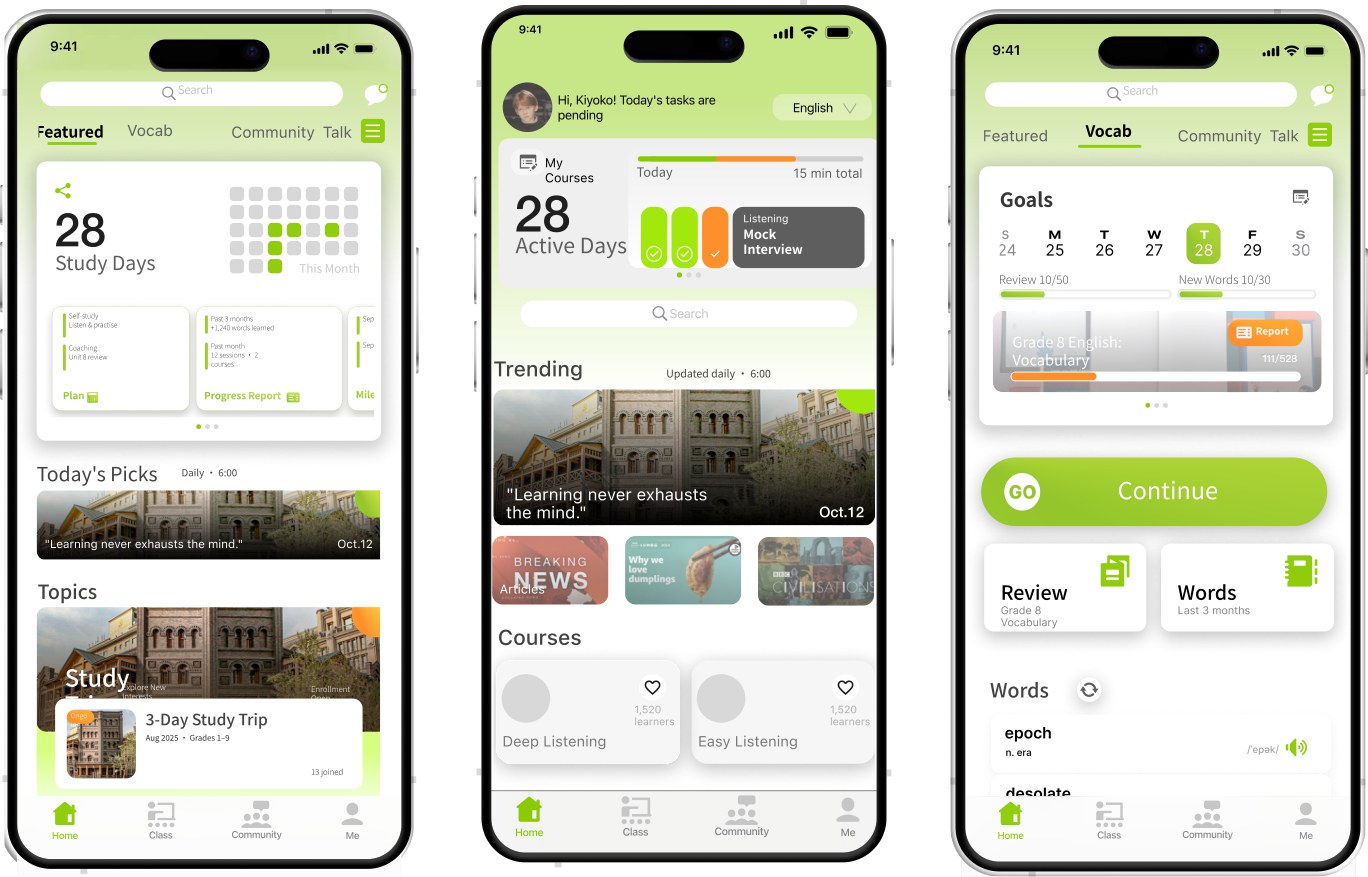 9:41
Search
Featured
Vocab
Community
Talk
28
Study Days
This Month
Self-study
Listen & practise
Coaching
Unit 8 review
Plan
Past 3 months
+1,240 words learned
Past month
12 sessions • 2
courses
Progress Report
Sep
Sep
Mile
Today's Picks
Daily • 6:00
"Learning never exhausts the mind."
Oct.12
Topics
Study
Explore New
Interests
Enrollment
3-Day Study Trip
Aug 2025 • Grades 1–9
13 joined
Home
Class
Community
Me
9:41
Hi, Kiyoko! Today's tasks are
pending
English
My
Courses
28
Active Days
Today
15 min total
Listening
Mock
Interview
Search
Trending
Updated daily • 6:00
"Learning never exhausts
the mind."
Oct.12
BREAKING
NEWS
Articles
Why we
love
dumplings
BBC
CIVILISATIONS
Courses
1,520
learners
Deep Listening
1,520
learners
Easy Listening
Home
Class
Community
Me
9:41
Search
Featured
Vocab
Community
Talk
Goals
S M T W T F S
24 25 26 27 28 29 30
Review 10/50
New Words 10/30
Grade 8 English:
Vocabulary
Report
111/528
GO
Continue
Review
Grade 8
Vocabulary
Words
Last 3 months
Words
epoch
n. era
/ˈepək/
desolate
Home
Class
Community
Me